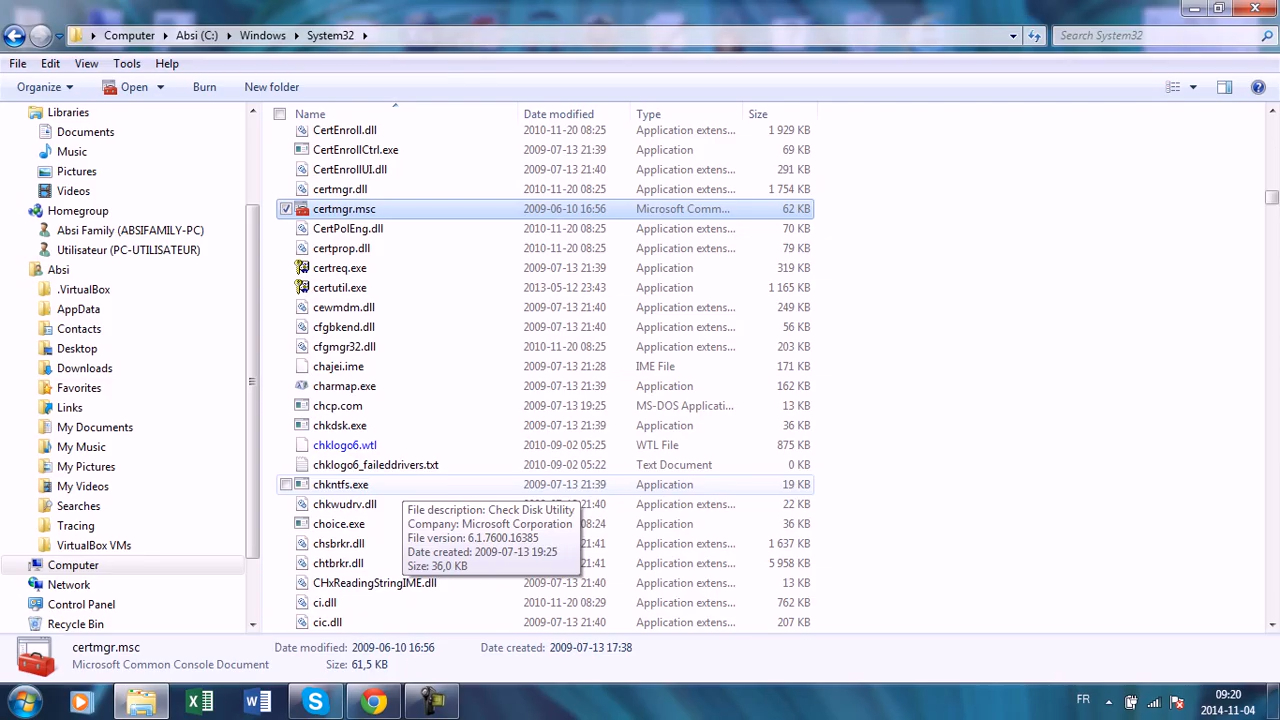 Computer Absi (C:) Windows System32 Search System32
File Edit View Tools Help
Organize Open Burn New folder
Libraries
Documents
Music
Pictures
Videos
Homegroup
Absi Family (ABSIFAMILY-PC)
Utilisateur (PC-UTILISATEUR)
Absi
.VirtualBox
AppData
Contacts
Desktop
Downloads
Favorites
Links
My Documents
My Music
My Pictures
My Videos
Searches
Tracing
VirtualBox VMs
Computer
Network
Control Panel
Recycle Bin
Name Date modified Type Size
CertEnroll.dll 2010-11-20 08:25 Application extens... 1 929 KB
CertEnrollCtrl.exe 2009-07-13 21:39 Application 69 KB
CertEnrollUI.dll 2009-07-13 21:40 Application extens... 291 KB
certmgr.dll 2010-11-20 08:25 Application extens... 1 754 KB
certmgr.msc 2009-06-10 16:56 Microsoft Comm... 62 KB
CertPolEng.dll 2010-11-20 08:25 Application extens... 70 KB
certprop.dll 2010-11-20 08:25 Application extens... 79 KB
certreq.exe 2009-07-13 21:39 Application 319 KB
certutil.exe 2013-05-12 23:43 Application 1 165 KB
cewmdm.dll 2009-07-13 21:40 Application extens... 249 KB
cfgbkend.dll 2009-07-13 21:40 Application extens... 56 KB
cfgmgr32.dll 2010-11-20 08:25 Application extens... 203 KB
chajei.ime 2009-07-13 21:28 IME File 171 KB
charmap.exe 2009-07-13 21:39 Application 162 KB
chcp.com 2009-07-13 19:25 MS-DOS Applicati... 13 KB
chkdsk.exe 2009-07-13 21:39 Application 36 KB
chklogo6.wtl 2010-09-02 05:25 WTL File 875 KB
chklogo6_faileddrivers.txt 2010-09-02 05:22 Text Document 0 KB
chkntfs.exe 2009-07-13 21:39 Application 19 KB
chkwudrv.dll 21:40 Application extens... 22 KB
choice.exe 08:24 Application 36 KB
chsbrkr.dll 21:41 Application extens... 1 637 KB
chtbrkr.dll 21:41 Application extens... 5 958 KB
CHxReadingStringIME.dll 2009-07-13 21:40 Application extens... 13 KB
ci.dll 2010-11-20 08:29 Application extens... 762 KB
cic.dll 2009-07-13 21:40 Application extens... 207 KB
File description: Check Disk Utility
Company: Microsoft Corporation
File version: 6.1.7600.16385
Date created: 2009-07-13 19:25
Size: 36,0 KB
certmgr.msc Date modified: 2009-06-10 16:56 Date created: 2009-07-13 17:38
Microsoft Common Console Document Size: 61,5 KB
FR 09:20
2014-11-04